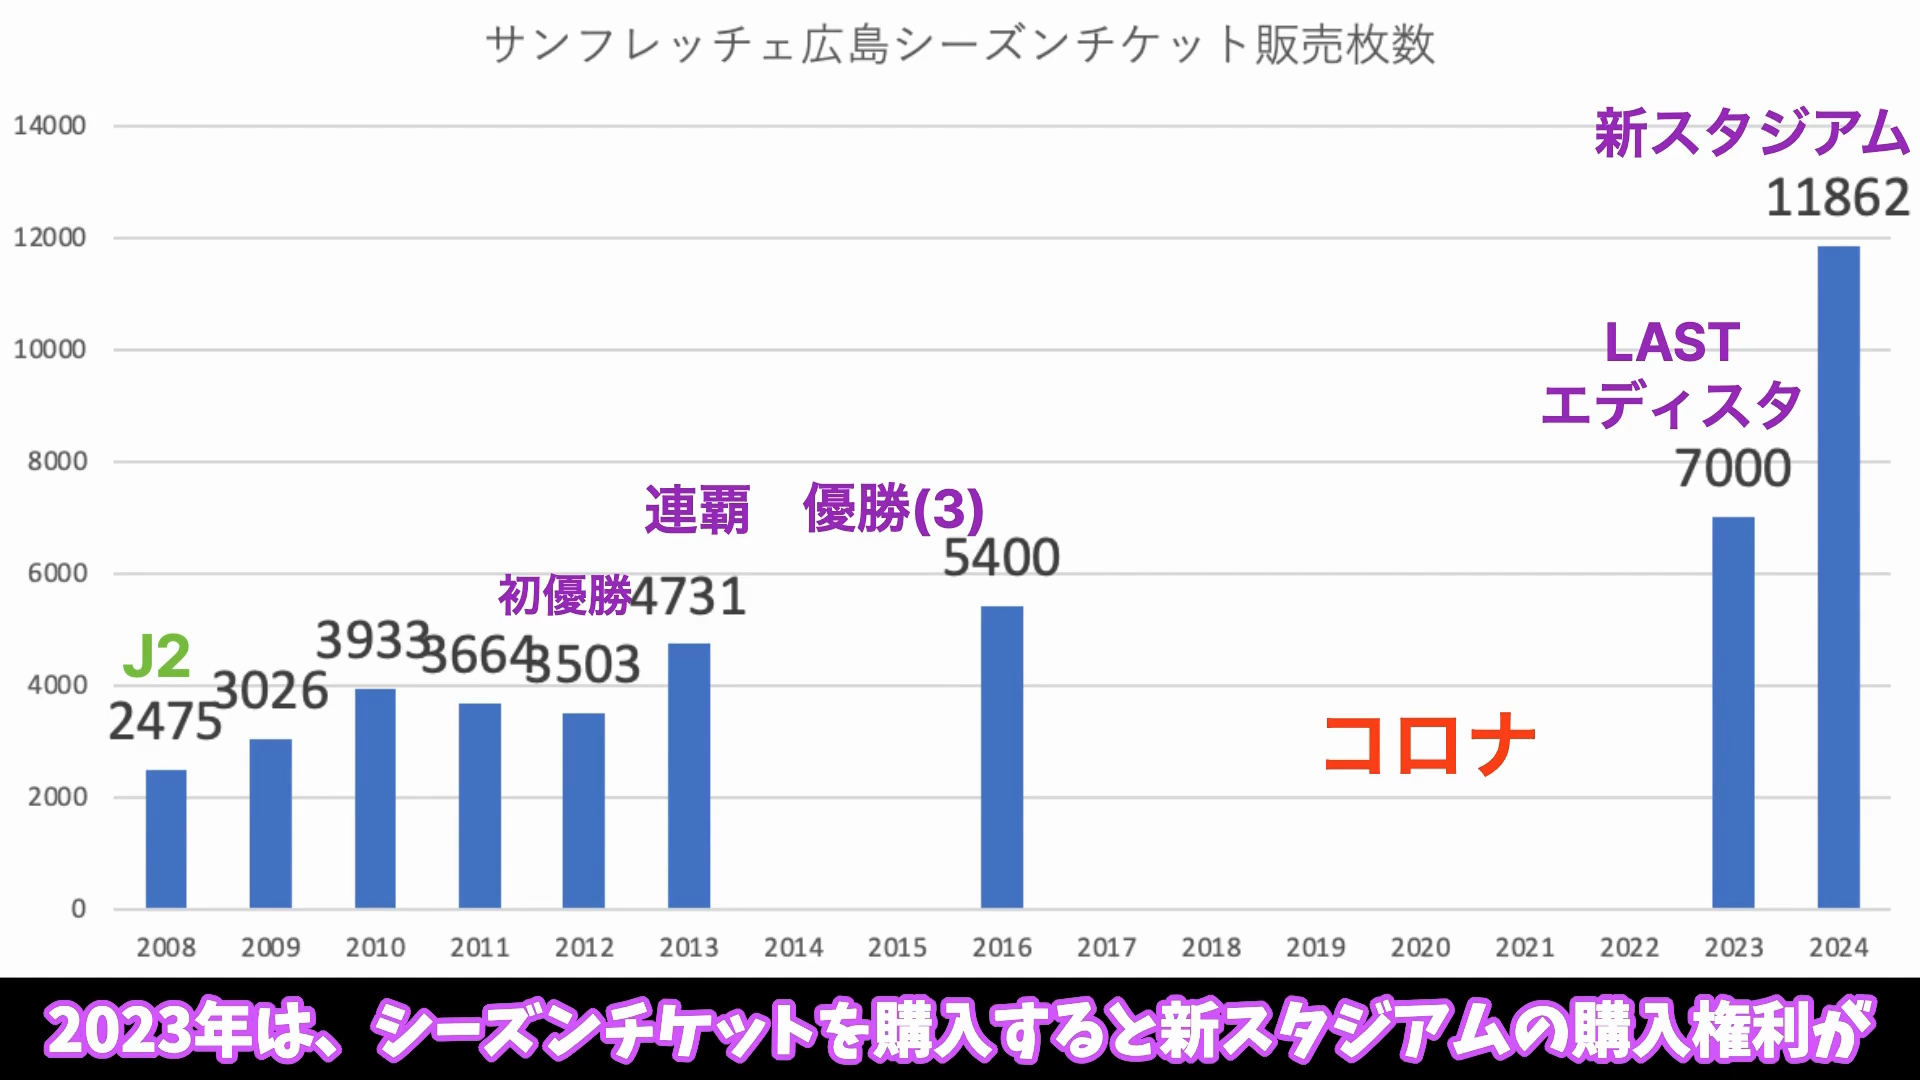 サンフレッチェ広島シーズンチケット販売枚数
14000
新スタジアム
11862
12000
10000
LAST
エディスタ
8000
7000
連覇 優勝(3)
5400
6000
初優勝
4731
J2
3933
3664
3503
4000
3026
2475
コロナ
2000
0
2008 2009 2010 2011 2012 2013 2014 2015 2016 2017 2018 2019 2020 2021 2022 2023 2024
2023年は、シーズンチケットを購入すると新スタジアムの購入権利が